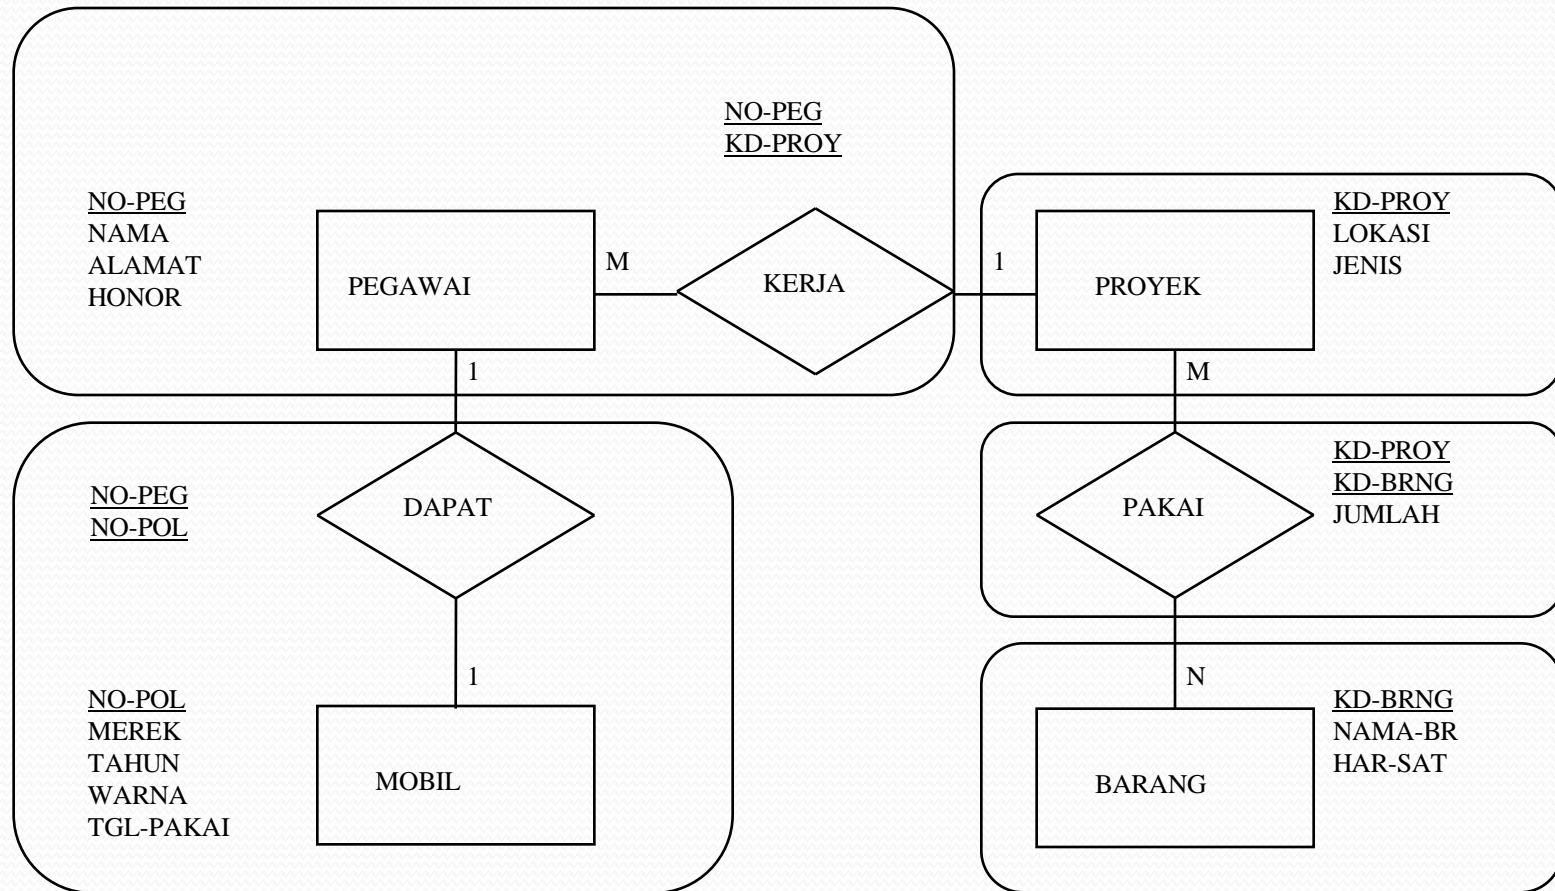 NO-PEG
KD-PROY
NO-PEG
NAMA
ALAMAT
HONOR
PEGAWAI
M
KERJA
1
PROYEK
KD-PROY
LOKASI
JENIS
1
M
NO-PEG
NO-POL
DAPAT
PAKAI
KD-PROY
KD-BRNG
JUMLAH
1
N
NO-POL
MEREK
TAHUN
WARNA
TGL-PAKAI
MOBIL
BARANG
KD-BRNG
NAMA-BR
HAR-SAT